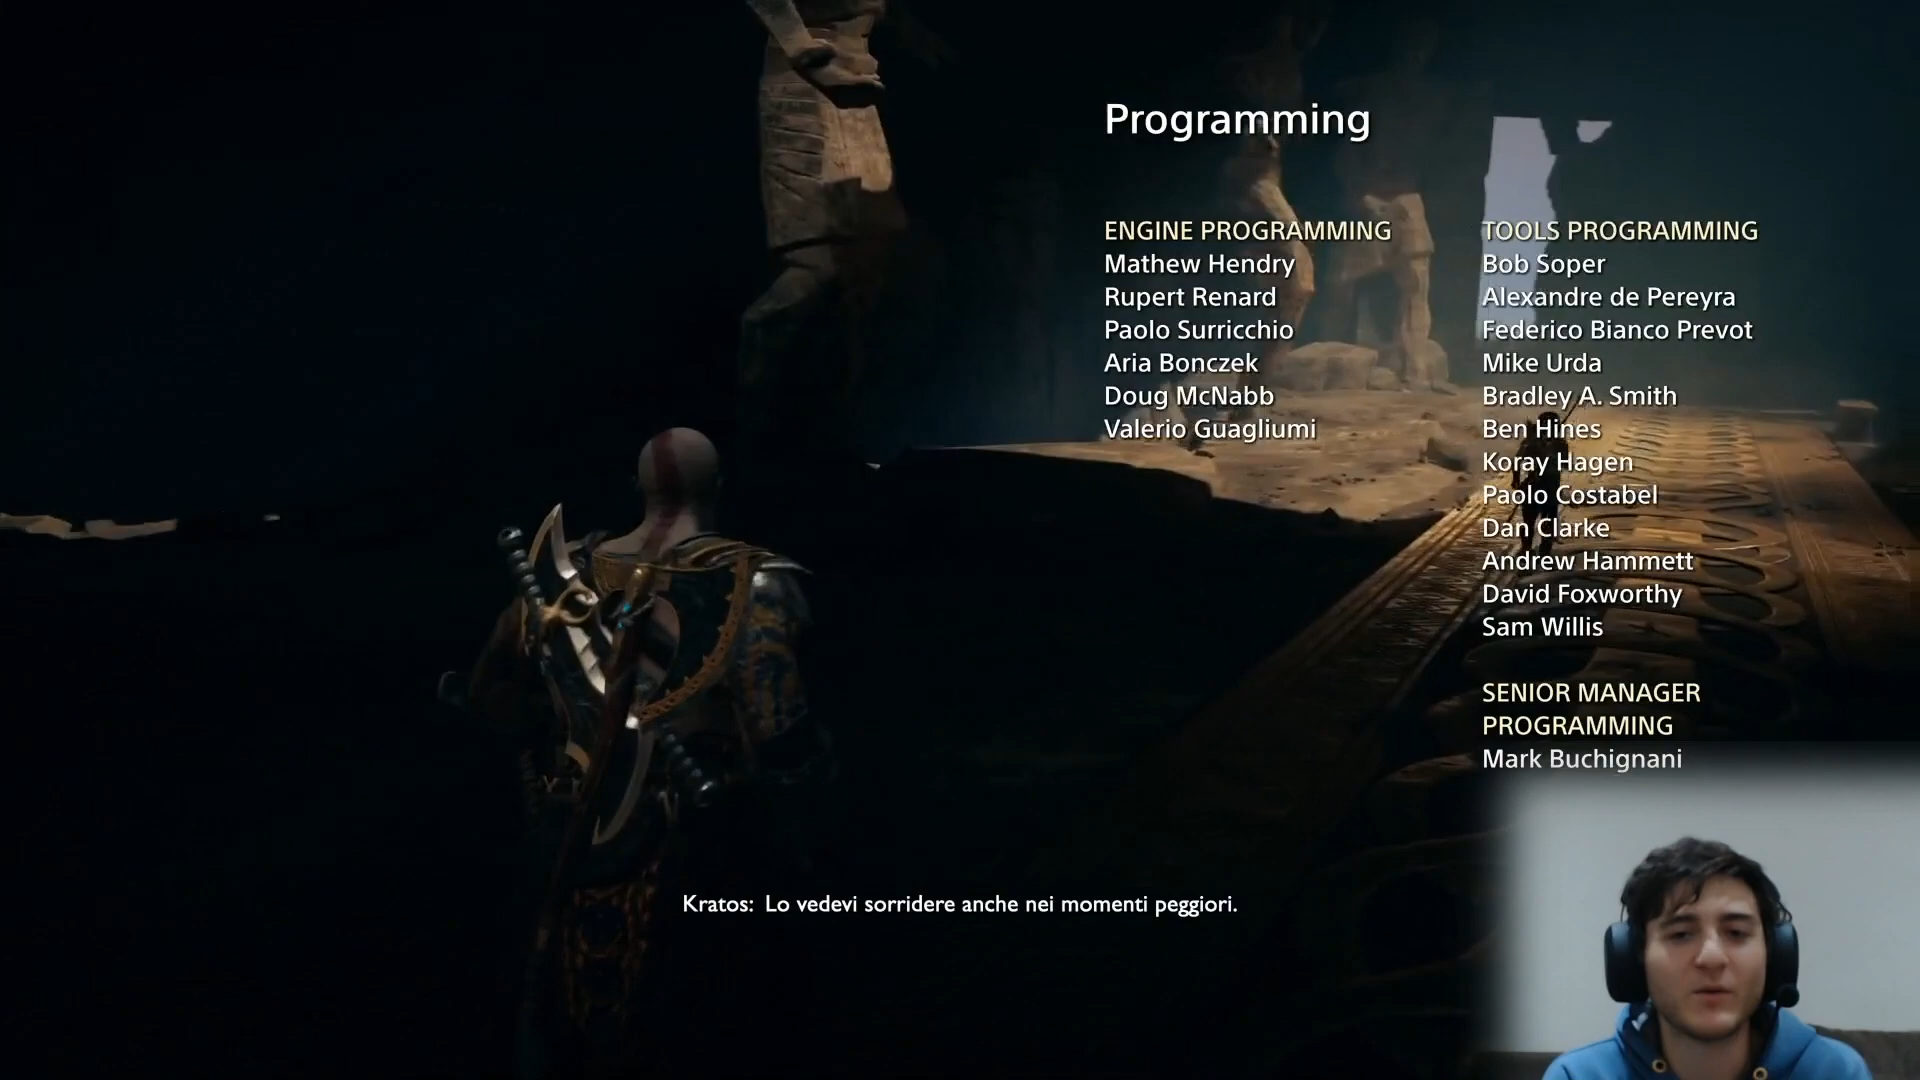 Programming
ENGINE PROGRAMMING
Mathew Hendry
Rupert Renard
Paolo Surricchio
Aria Bonczek
Doug McNabb
Valerio Guagliumi
TOOLS PROGRAMMING
Bob Soper
Alexandre de Pereyra
Federico Bianco Prevot
Mike Urda
Bradley A. Smith
Ben Hines
Koray Hagen
Paolo Costabel
Dan Clarke
Andrew Hammett
David Foxworthy
Sam Willis
SENIOR MANAGER
PROGRAMMING
Mark Buchignani
Kratos: Lo vedevi sorridere anche nei momenti peggiori.